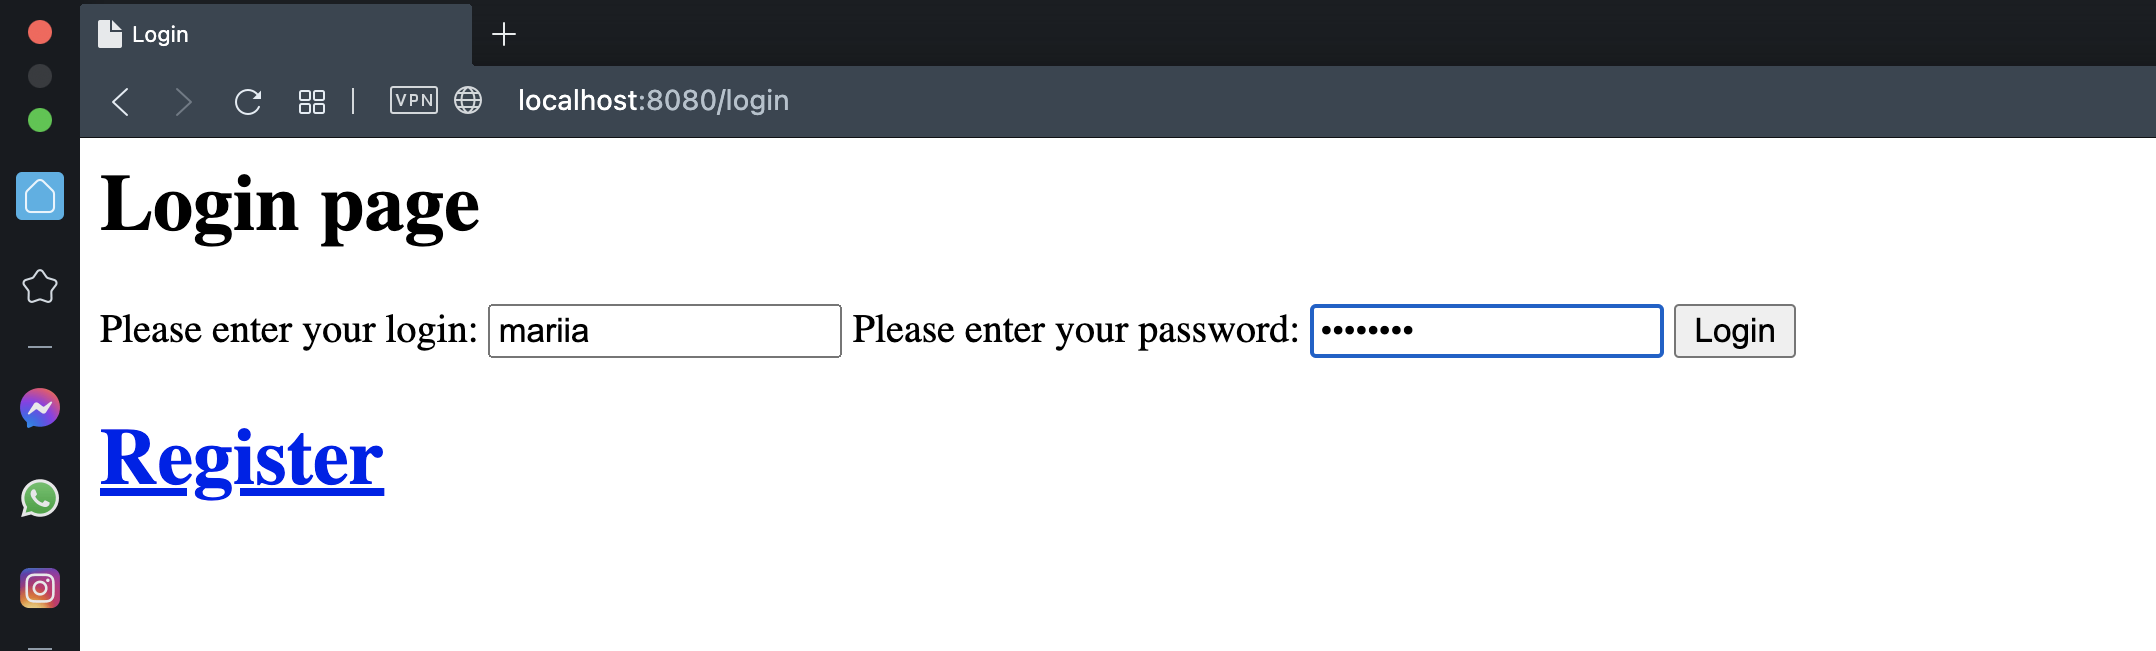 Login
VPN localhost:8080/login
Login page
Please enter your login: mariia Please enter your password: •••••••• Login
Register